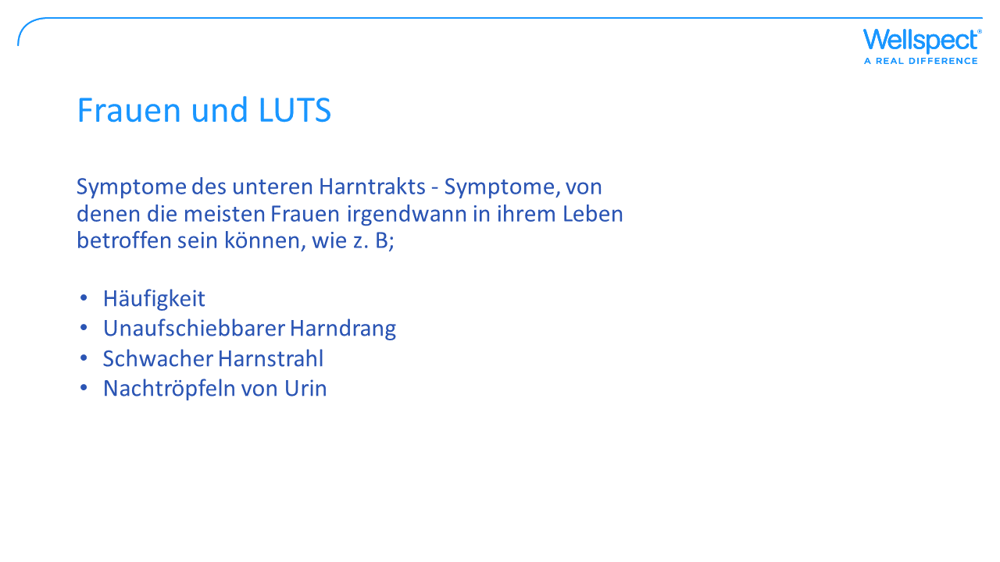 Wellspect®
A REAL DIFFERENCE
Frauen und LUTS
Symptome des unteren Harntrakts - Symptome, von
denen die meisten Frauen irgendwann in ihrem Leben
betroffen sein können, wie z. B;
• Häufigkeit
• Unaufschiebbarer Harndrang
• Schwacher Harnstrahl
• Nachtröpfeln von Urin